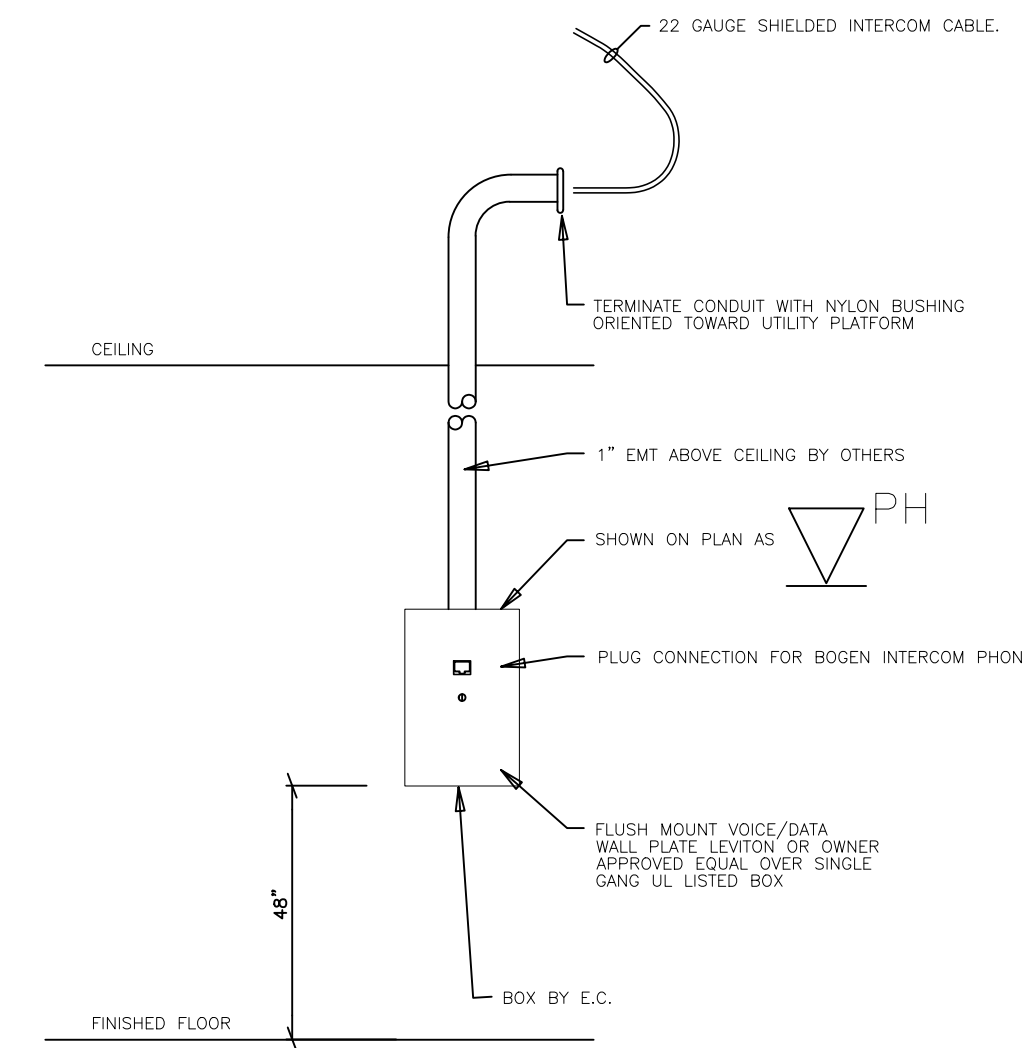 22 GAUGE SHIELDED INTERCOM CABLE.
TERMINATE CONDUIT WITH NYLON BUSHING
ORIENTED TOWARD UTILITY PLATFORM
CEILING
1" EMT ABOVE CEILING BY OTHERS
PH
SHOWN ON PLAN AS
PLUG CONNECTION FOR BOGEN INTERCOM PHON
FLUSH MOUNT VOICE/DATA
WALL PLATE LEVITON OR OWNER
APPROVED EQUAL OVER SINGLE
GANG UL LISTED BOX
48"
BOX BY E.C.
FINISHED FLOOR